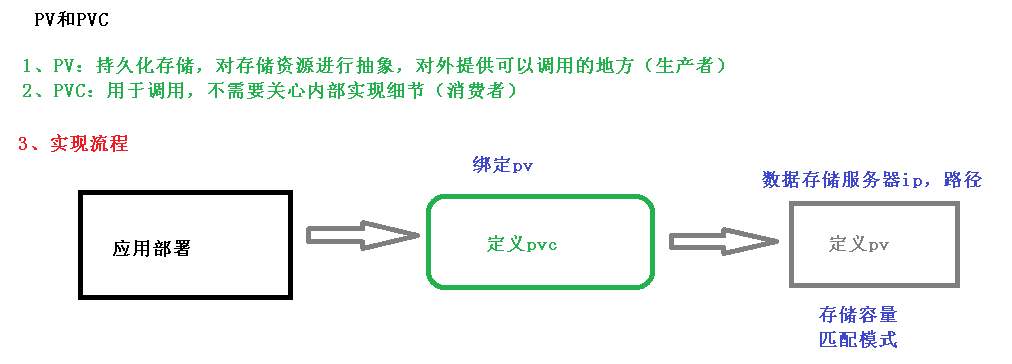 PV和PVC
1、PV：持久化存储，对存储资源进行抽象，对外提供可以调用的地方（生产者）
2、PVC：用于调用，不需要关心内部实现细节（消费者）
3、实现流程
绑定pv
数据存储服务器ip，路径
应用部署
定义pvc
定义pv
存储容量
匹配模式